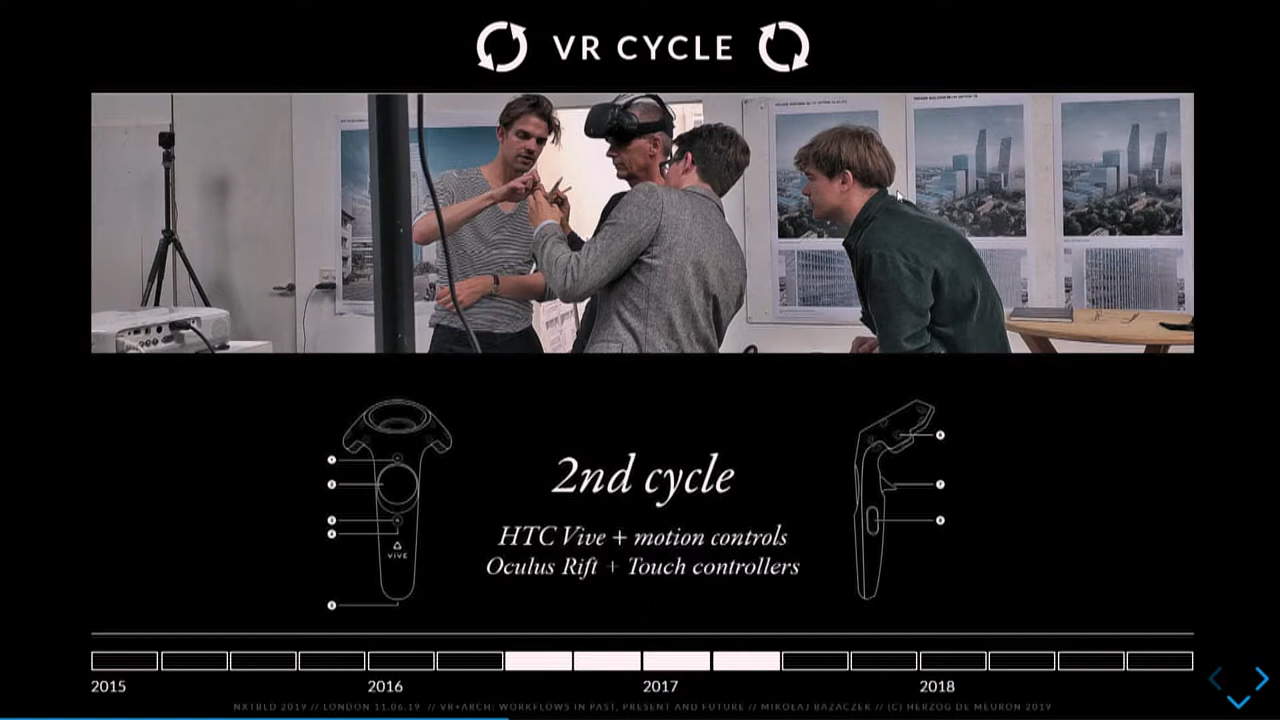 VR CYCLE
2nd cycle
HTC Vive + motion controls
Oculus Rift + Touch controllers
VIVE
2015
2016
2017
2018
NXTBLD 2019 // LONDON 11.06.19 // VR+ARCH: WORKFLOWS IN PAST, PRESENT AND FUTURE // MIKOŁAJ BAZACZEK // (C) HERZOG DE MEURON 2019